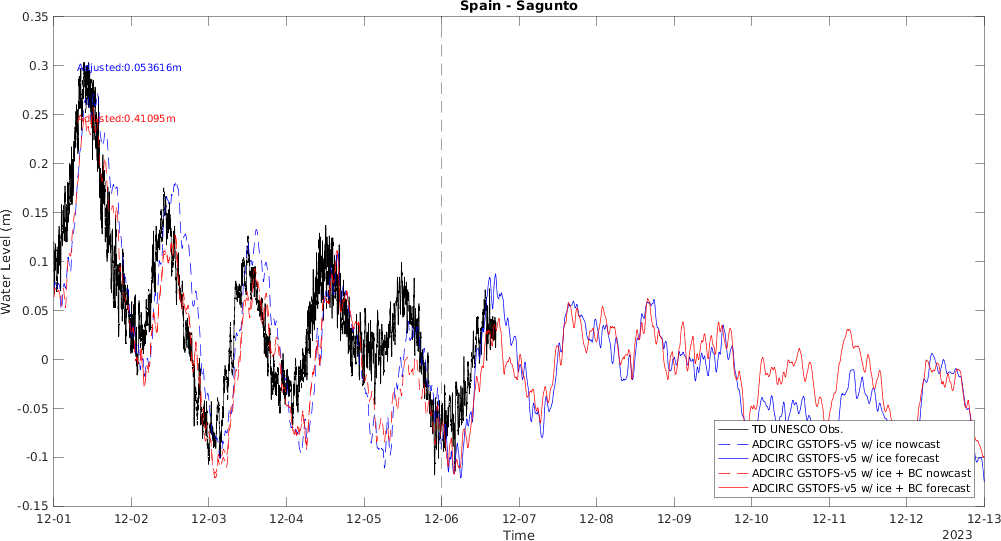 Spain - Sagunto
0.35
0.3
0.25
0.2
0.15
0.1
0.05
0
-0.05
-0.1
-0.15
Water Level (m)
Adjusted:0.053616m
Adjusted:0.41095m
TD UNESCO Obs.
ADCIRC GSTOFS-v5 w/ ice nowcast
ADCIRC GSTOFS-v5 w/ ice forecast
ADCIRC GSTOFS-v5 w/ ice + BC nowcast
ADCIRC GSTOFS-v5 w/ ice + BC forecast
12-01 12-02 12-03 12-04 12-05 12-06 12-07 12-08 12-09 12-10 12-11 12-12 12-13
Time
2023